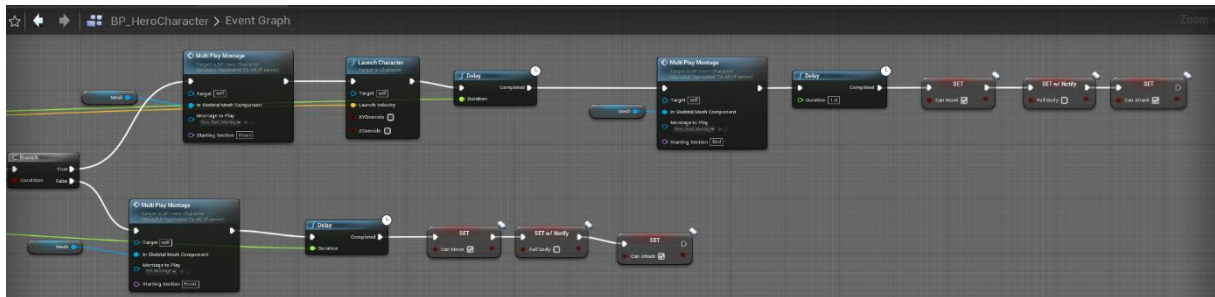 BP_HeroCharacter > Event Graph
Zoom
Multi Play Montage
Target is BP Hero Character
Target self
In Skeletal Mesh Component
Montage to Play
Starting Section Front
Mesh
Launch Character
Target is Character
Target self
Launch Velocity
XYOverride
ZOverride
Delay
Completed
Duration
Multi Play Montage
Target is BP Hero Character
Target self
In Skeletal Mesh Component
Montage to Play
Starting Section End
Mesh
Delay
Completed
Duration 1.0
SET
Can Move
SET w/ Notify
Full Body
SET
Can Attack
Branch
True
Condition
False
Multi Play Montage
Target is BP Hero Character
Target self
In Skeletal Mesh Component
Montage to Play
Hit_Montage
Starting Section Front
Mesh
Delay
Completed
Duration
SET
Can Move
SET w/ Notify
Full Body
SET
Can Attack